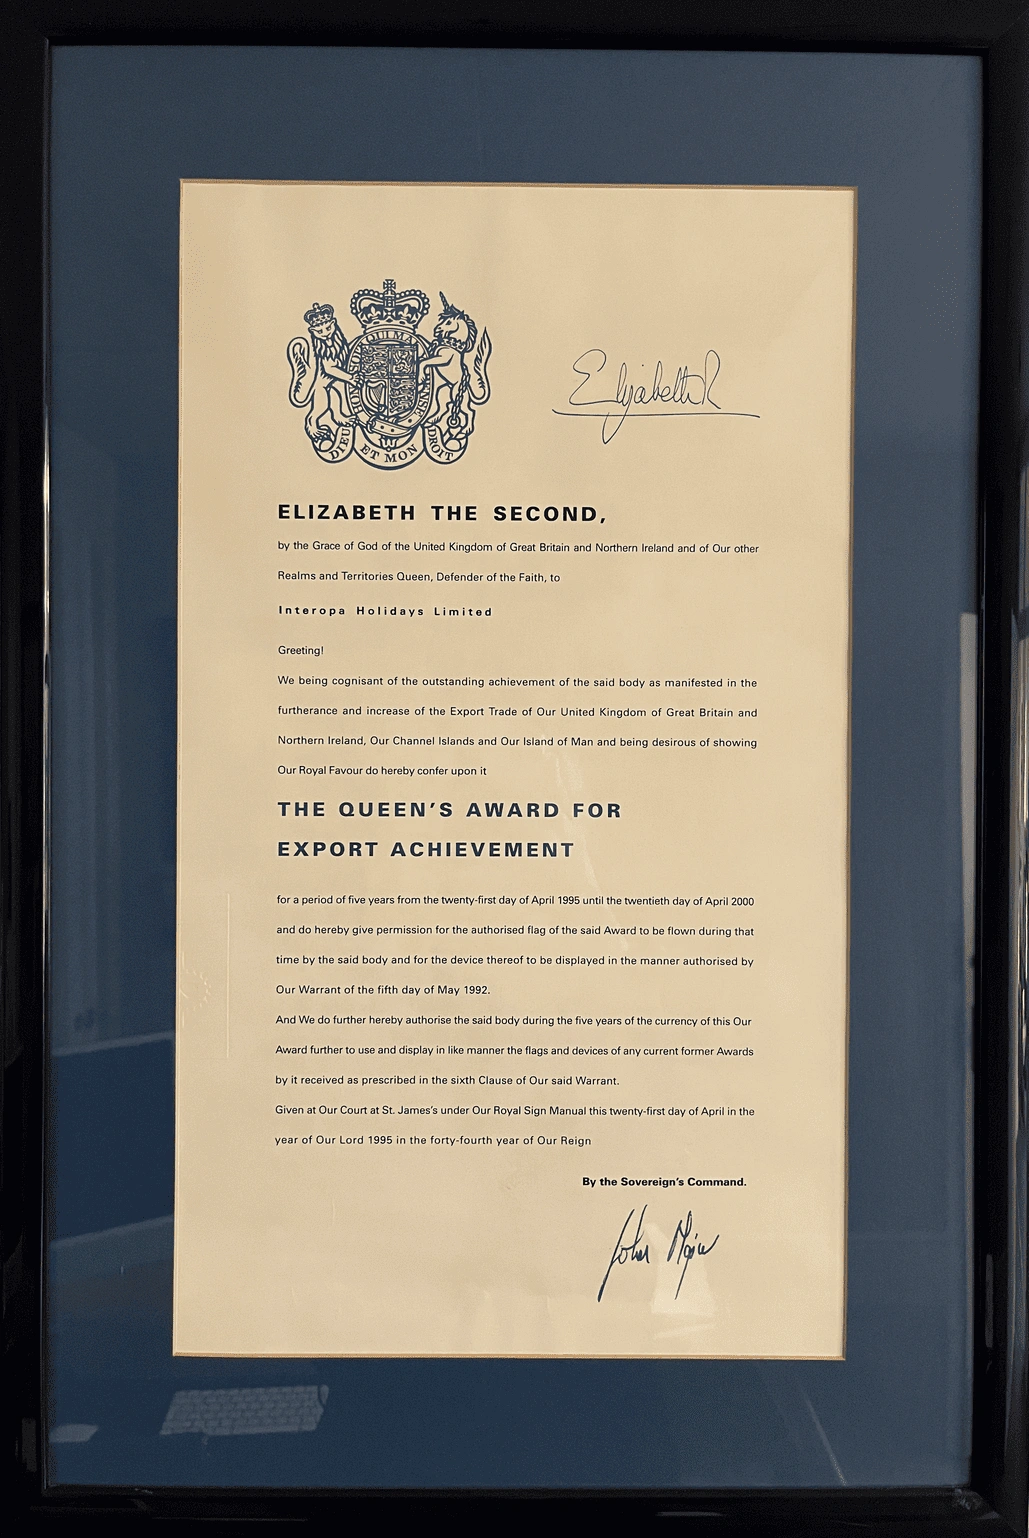 HONI SOIT QUI MAL Y PENSE
DIEU ET MON DROIT
Elizabeth R
ELIZABETH THE SECOND,
by the Grace of God of the United Kingdom of Great Britain and Northern Ireland and of Our other
Realms and Territories Queen, Defender of the Faith, to
Interopa Holidays Limited
Greeting!
We being cognisant of the outstanding achievement of the said body as manifested in the
furtherance and increase of the Export Trade of Our United Kingdom of Great Britain and
Northern Ireland, Our Channel Islands and Our Island of Man and being desirous of showing
Our Royal Favour do hereby confer upon it
THE QUEEN'S AWARD FOR
EXPORT ACHIEVEMENT
for a period of five years from the twenty-first day of April 1995 until the twentieth day of April 2000
and do hereby give permission for the authorised flag of the said Award to be flown during that
time by the said body and for the device thereof to be displayed in the manner authorised by
Our Warrant of the fifth day of May 1992.
And We do further hereby authorise the said body during the five years of the currency of this Our
Award further to use and display in like manner the flags and devices of any current former Awards
by it received as prescribed in the sixth Clause of Our said Warrant.
Given at Our Court at St. James's under Our Royal Sign Manual this twenty-first day of April in the
year of Our Lord 1995 in the forty-fourth year of Our Reign
By the Sovereign's Command.
John Major